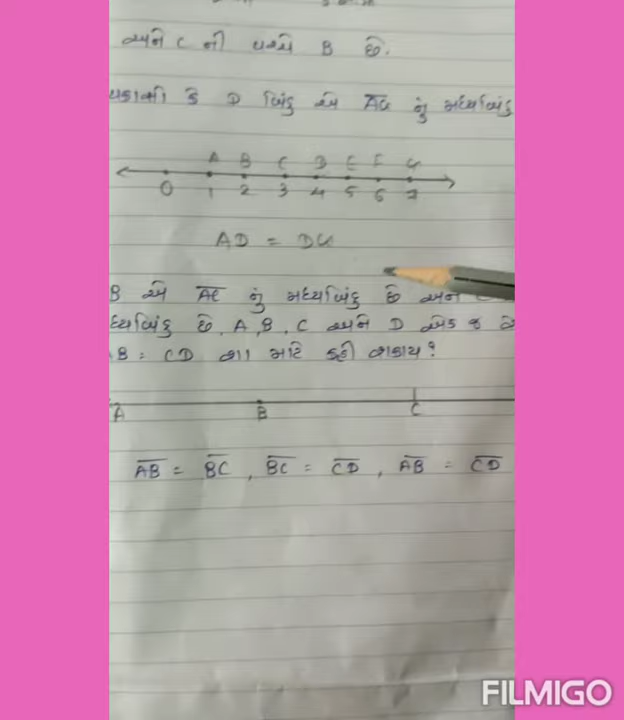 અને C ની વચ્ચે B છે.
ચકાસો કે D બિંદુ એ AG નું મધ્યબિંદુ
A B C D E F G
0 1 2 3 4 5 6 7
AD = DG
B એ AC નું મધ્યબિંદુ છે અને
મધ્યબિંદુ છે, A, B, C અને D એક જ
B = CD શા માટે કહી શકાય?
A B C
AB = BC, BC = CD, AB = CD
FILMIGO